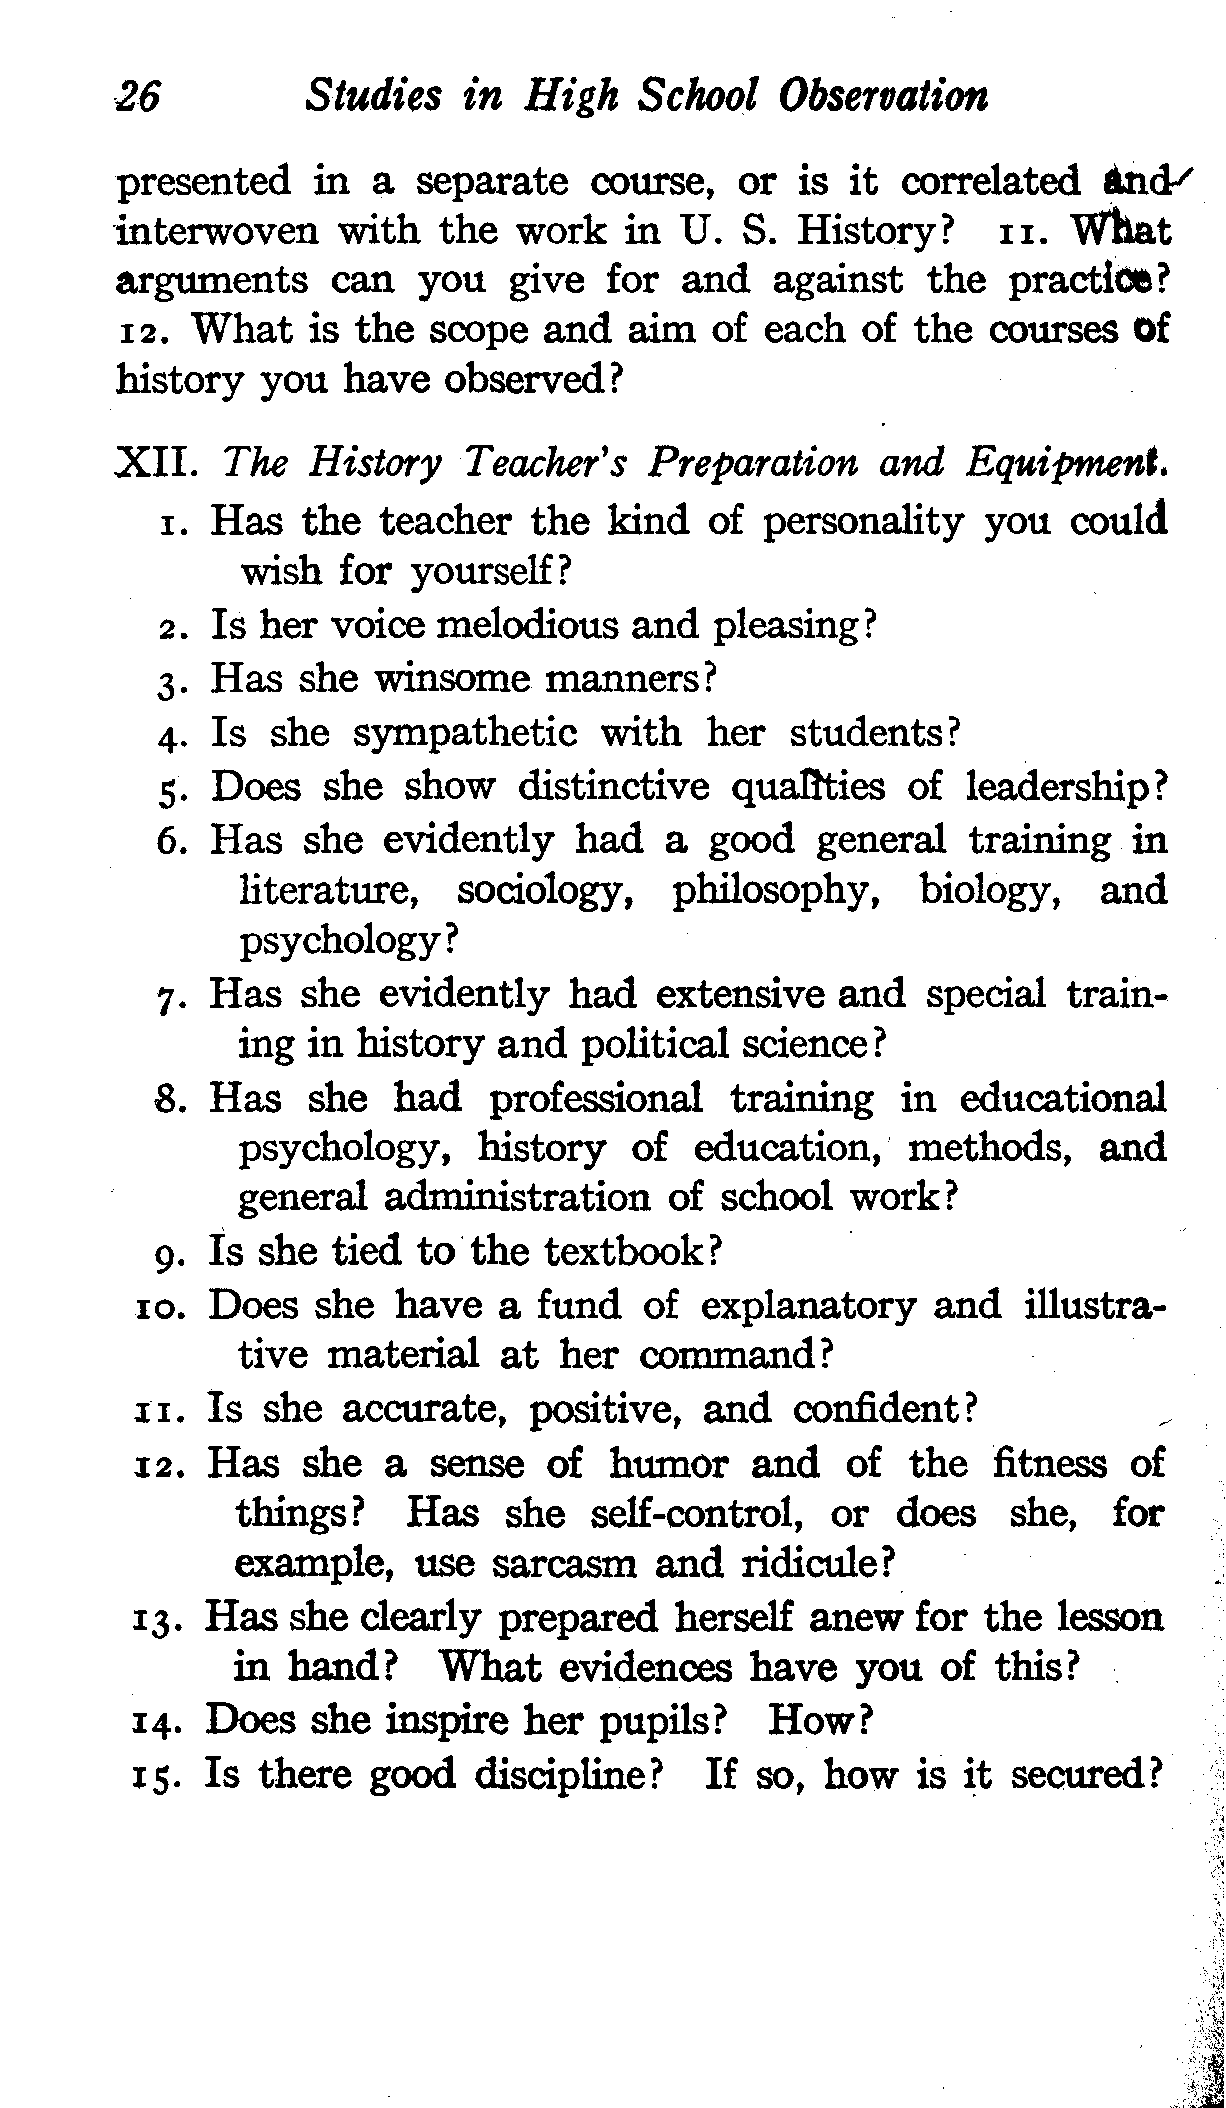 26 Studies in High School Observation
presented in a separate course, or is it correlated and
interwoven with the work in U. S. History? 11. What
arguments can you give for and against the practice?
12. What is the scope and aim of each of the courses of
history you have observed?
XII. The History Teacher's Preparation and Equipment.
1. Has the teacher the kind of personality you could
wish for yourself?
2. Is her voice melodious and pleasing?
3. Has she winsome manners?
4. Is she sympathetic with her students?
5. Does she show distinctive qualities of leadership?
6. Has she evidently had a good general training in
literature, sociology, philosophy, biology, and
psychology?
7. Has she evidently had extensive and special train-
ing in history and political science?
8. Has she had professional training in educational
psychology, history of education, methods, and
general administration of school work?
9. Is she tied to the textbook?
10. Does she have a fund of explanatory and illustra-
tive material at her command?
11. Is she accurate, positive, and confident?
12. Has she a sense of humor and of the fitness of
things? Has she self-control, or does she, for
example, use sarcasm and ridicule?
13. Has she clearly prepared herself anew for the lesson
in hand? What evidences have you of this?
14. Does she inspire her pupils? How?
15. Is there good discipline? If so, how is it secured?